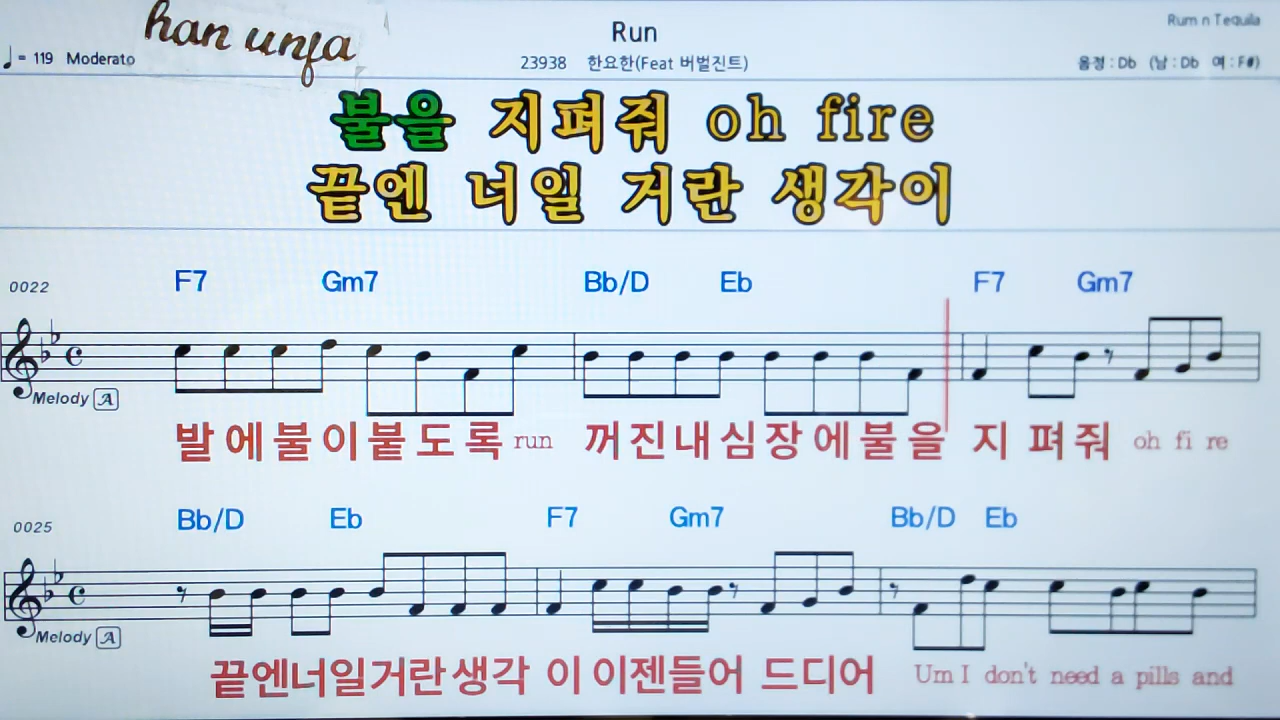 han unfa
Run
Rum n Tequila
♩= 119 Moderato
23938 한요한(Feat 버벌진트)
음정 : Db (남 : Db 여 : F#)
불을 지펴줘 oh fire
끝엔 너일 거란 생각이
0022 F7 Gm7 Bb/D Eb F7 Gm7
Melody A
발에불이붙도록 run 꺼진내심장에불을 지 펴줘 oh fi re
0025 Bb/D Eb F7 Gm7 Bb/D Eb
Melody A
끝엔너일거란생각 이 이젠들어 드디어 Um I don't need a pills and